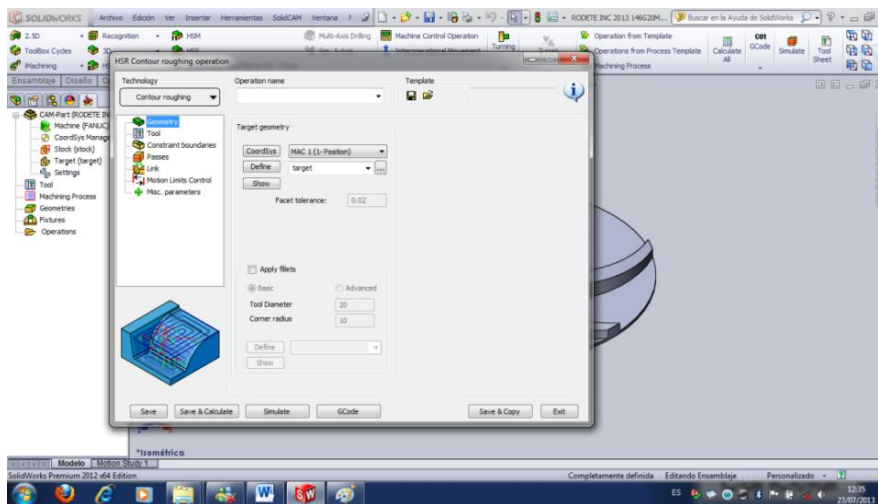 SOLIDWORKS Archivo Edición Ver Insertar Herramientas SolidCAM Ventana ? RODETE INC 2013 146G20M... Buscar en la Ayuda de SolidWorks
2.5D Recognition HSM Multi-Axis Drilling Machine Control Operation Turning Operation from Template Calculate All GCode Simulate Tool Sheet
ToolBox Cycles Operations from Process Template
Machining Machining Process
Ensamblaje Diseño
HSR Contour roughing operation
Technology
Contour roughing
Operation name
Template
CAM-Part (RODETE IN
Machine (FANUC)
CoordSys Manage
Stock (stock)
Target (target)
Settings
Tool
Machining Process
Geometries
Fixtures
Operations
Geometry
Tool
Constraint boundaries
Passes
Link
Motion Limits Control
Misc. parameters
Target geometry
CoordSys MAC 1 (1- Position)
Define target ...
Show
Facet tolerance: 0.02
Apply fillets
Basic Advanced
Tool Diameter 20
Corner radius 10
Define
Show
Save Save & Calculate Simulate GCode Save & Copy Exit
*Isométrica
Modelo Motion Study 1
SolidWorks Premium 2012 x64 Edition Completamente definida Editando Ensamblaje Personalizado
ES 12:35
23/07/2013